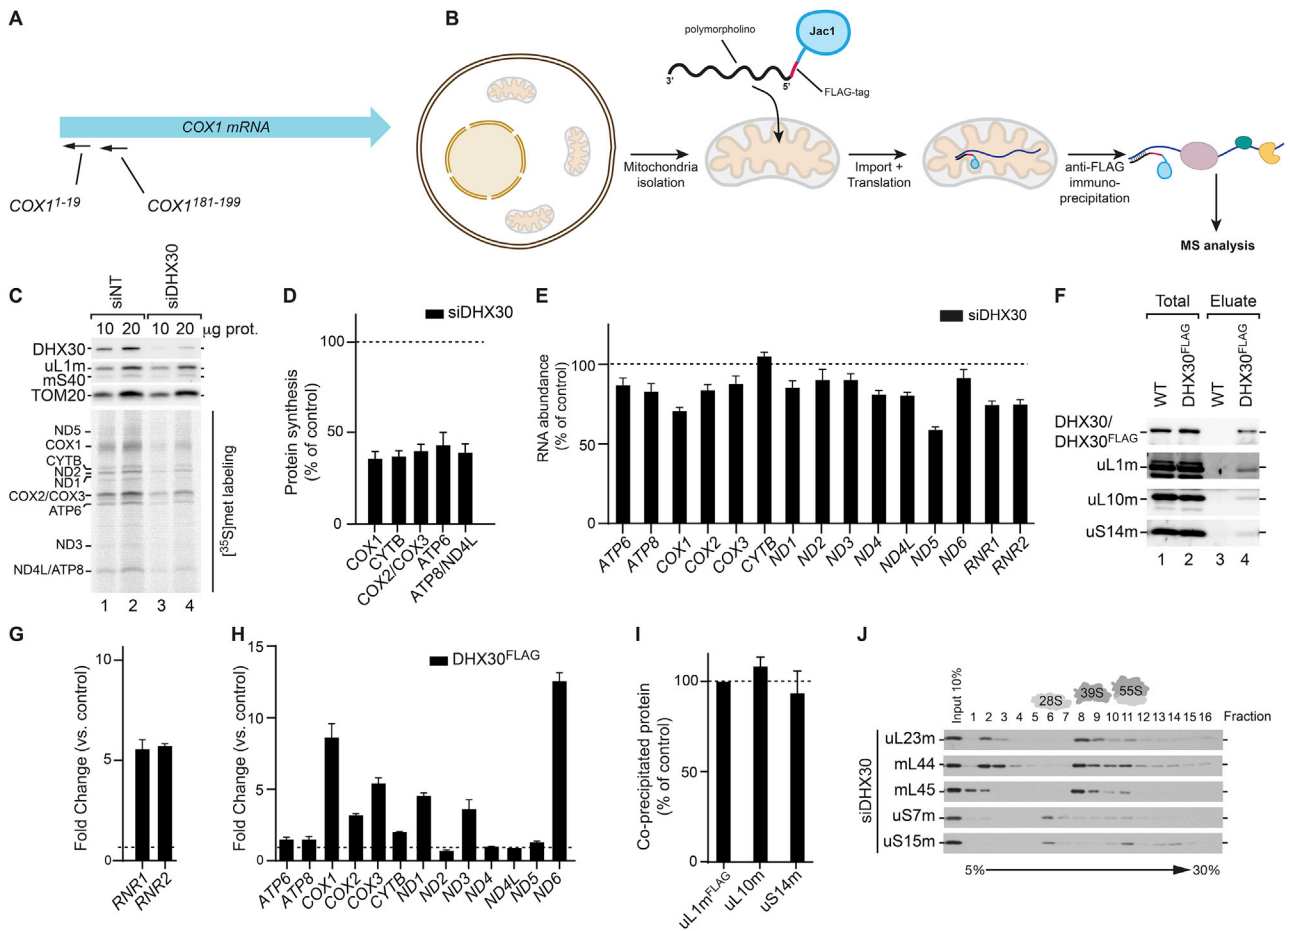 A
COX1 mRNA
COX1^1-19
COX1^181-199
B
polymorpholino
Jac1
3'
5'
FLAG-tag
Mitochondria
isolation
Import +
Translation
anti-FLAG
immuno-
precipitation
MS analysis
C
siNT
siDHX30
10 20 10 20 µg prot.
DHX30
uL1m
mS40
TOM20
ND5
COX1
CYTB
ND2
ND1
COX2/COX3
ATP6
ND3
ND4L/ATP8
[35S]met labeling
1 2 3 4
D
siDHX30
Protein synthesis
(% of control)
100
50
0
COX1
CYTB
COX2/COX3
ATP6
ATP8/ND4L
E
siDHX30
RNA abundance
(% of control)
100
50
0
ATP6
ATP8
COX1
COX2
COX3
CYTB
ND1
ND2
ND3
ND4
ND4L
ND5
ND6
RNR1
RNR2
F
Total Eluate
WT
DHX30^FLAG
WT
DHX30^FLAG
DHX30/
DHX30^FLAG
uL1m
uL10m
uS14m
1 2 3 4
G
Fold Change (vs. control)
10
5
0
RNR1
RNR2
H
DHX30^FLAG
Fold Change (vs. control)
15
10
5
0
ATP6
ATP8
COX1
COX2
COX3
CYTB
ND1
ND2
ND3
ND4
ND4L
ND5
ND6
I
Co-precipitated protein
(% of control)
100
50
0
uL1m^FLAG
uL10m
uS14m
J
28S
39S
55S
Input 10%
1 2 3 4 5 6 7 8 9 10 11 12 13 14 15 16 Fraction
siDHX30
uL23m
mL44
mL45
uS7m
uS15m
5% 30%